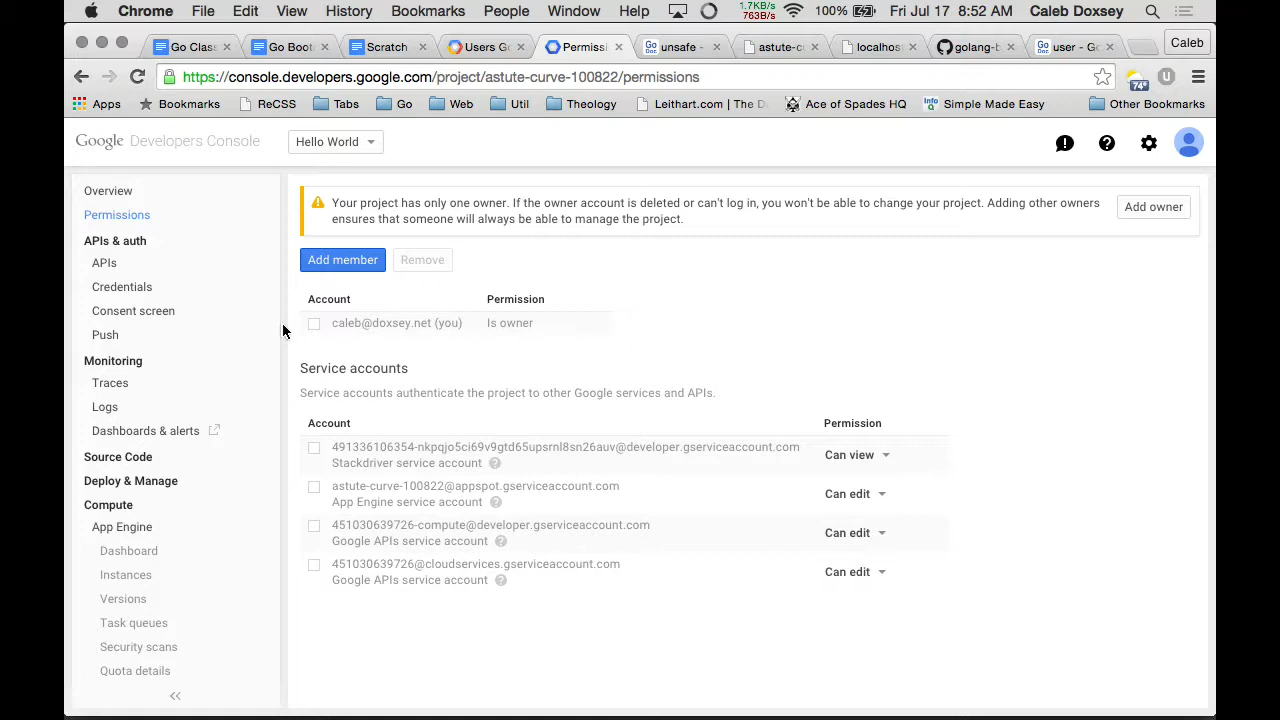 Chrome File Edit View History Bookmarks People Window Help 1.7KB/s 763B/s 100% Fri Jul 17 8:52 AM Caleb Doxsey
Go Clas Go Boot Scratch Users G Permissi unsafe - astute-c localhos golang-b user - Go Caleb
https://console.developers.google.com/project/astute-curve-100822/permissions 74°
Apps Bookmarks ReCSS Tabs Go Web Util Theology Leithart.com | The D Ace of Spades HQ Simple Made Easy Other Bookmarks
Google Developers Console Hello World
Overview
Permissions
APIs & auth
APIs
Credentials
Consent screen
Push
Monitoring
Traces
Logs
Dashboards & alerts
Source Code
Deploy & Manage
Compute
App Engine
Dashboard
Instances
Versions
Task queues
Security scans
Quota details
Your project has only one owner. If the owner account is deleted or can't log in, you won't be able to change your project. Adding other owners
ensures that someone will always be able to manage the project.
Add owner
Add member Remove
Account Permission
caleb@doxsey.net (you) Is owner
Service accounts
Service accounts authenticate the project to other Google services and APIs.
Account Permission
491336106354-nkpqjo5ci69v9gtd65upsrnl8sn26auv@developer.gserviceaccount.com
Stackdriver service account
Can view
astute-curve-100822@appspot.gserviceaccount.com
App Engine service account
Can edit
451030639726-compute@developer.gserviceaccount.com
Google APIs service account
Can edit
451030639726@cloudservices.gserviceaccount.com
Google APIs service account
Can edit